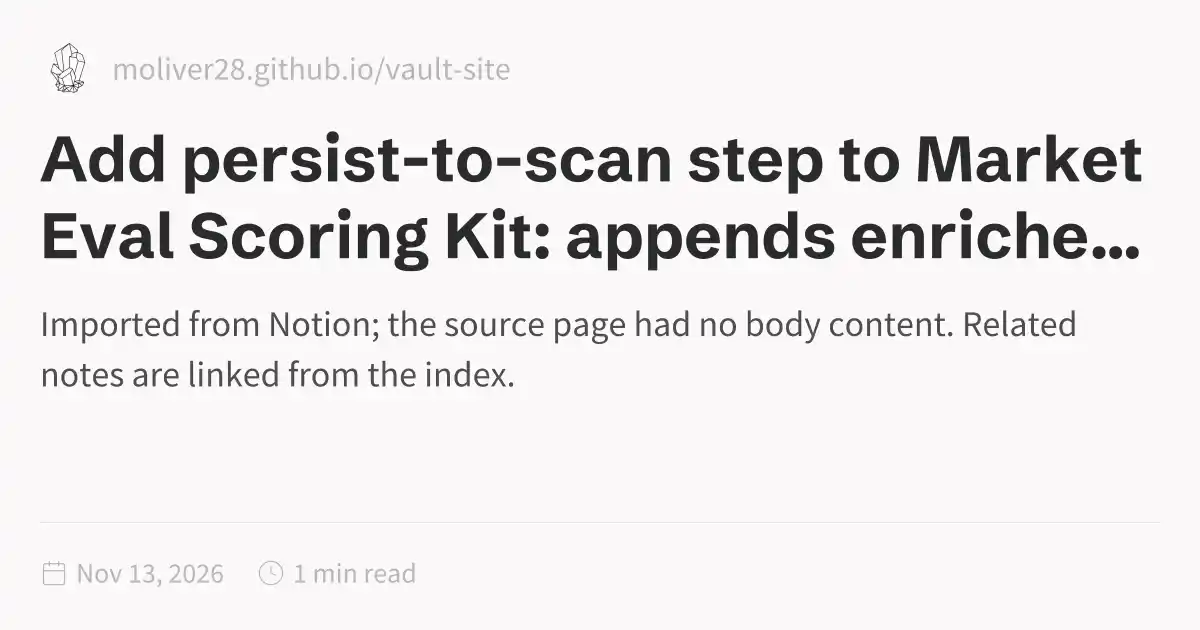 moliver28.github.io/vault-site
Add persist-to-scan step to Market
Eval Scoring Kit: appends enriche...
Imported from Notion; the source page had no body content. Related
notes are linked from the index.
Nov 13, 2026 1 min read